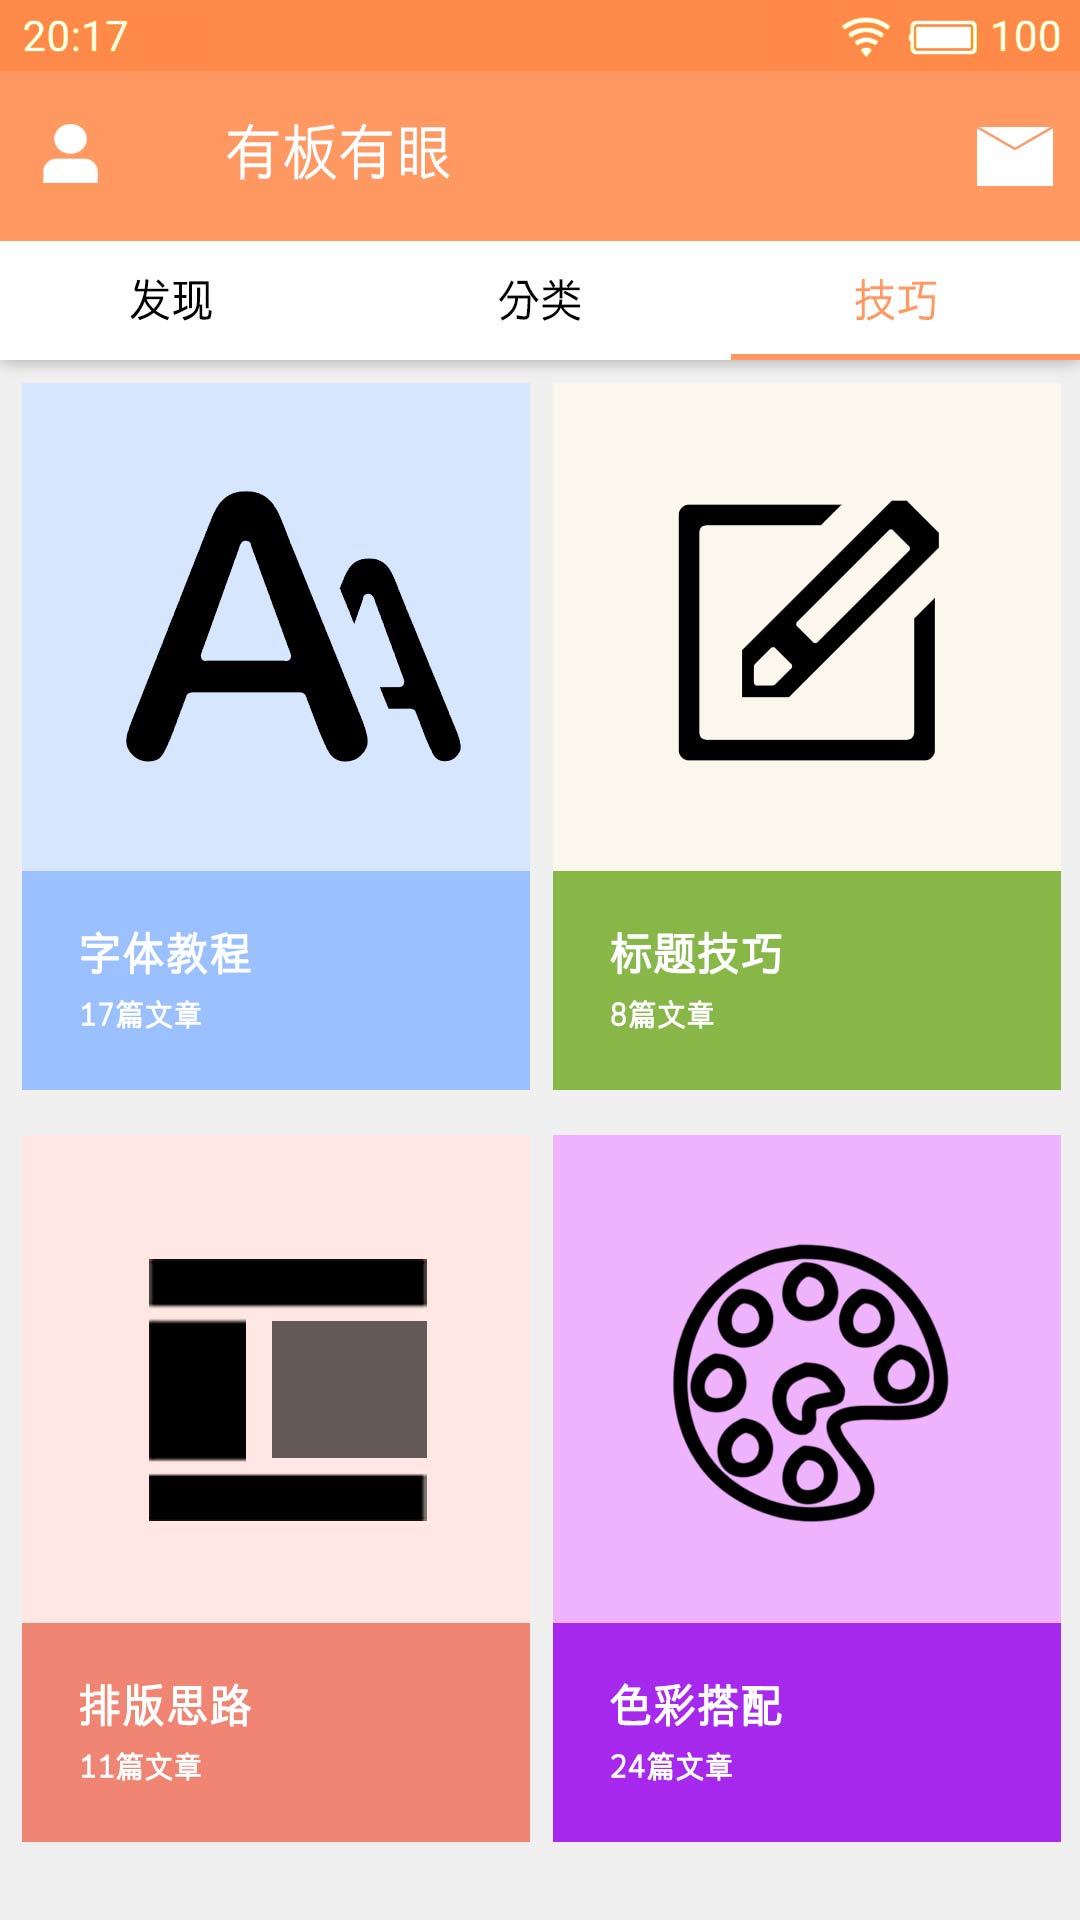 20:17 100
有板有眼
发现 分类 技巧
字体教程
17篇文章
标题技巧
8篇文章
排版思路
11篇文章
色彩搭配
24篇文章